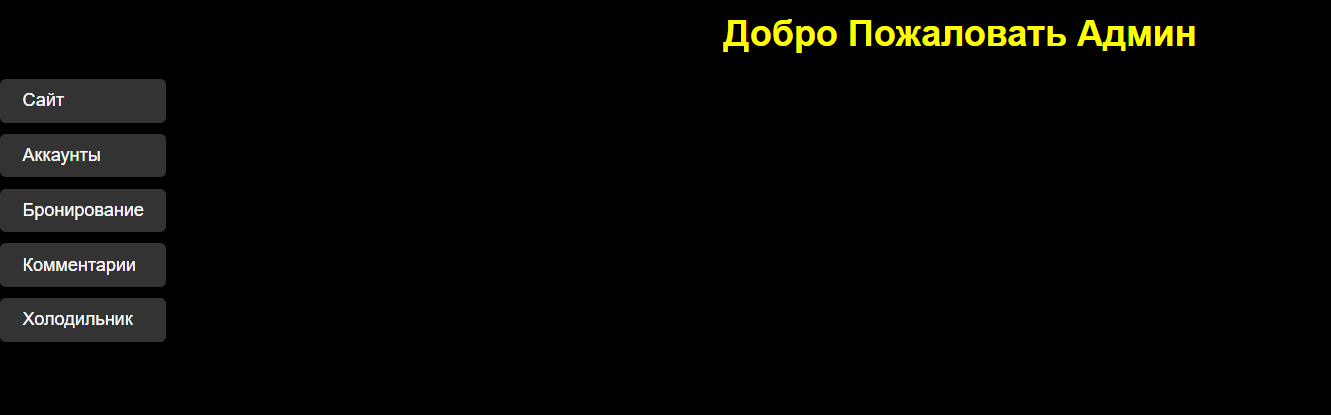 Добро Пожаловать Админ
Сайт
Аккаунты
Бронирование
Комментарии
Холодильник